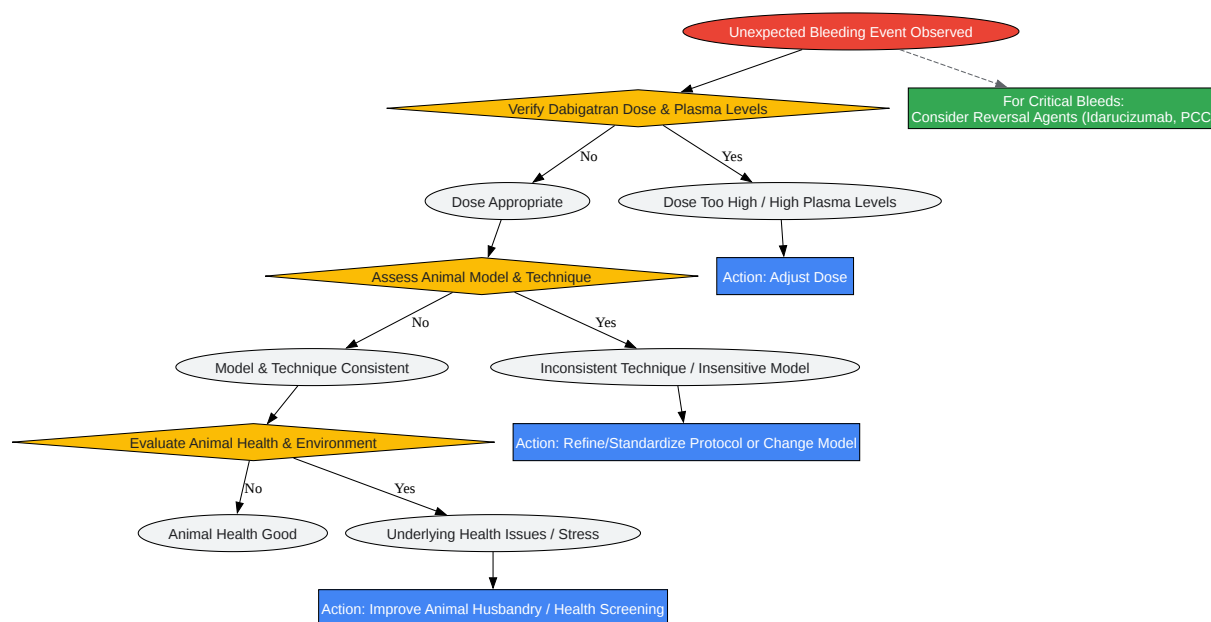 Unexpected Bleeding Event Observed
For Critical Bleeds:
Consider Reversal Agents (Idarucizumab, PCC
Verify Dabigatran Dose & Plasma Levels
No
Yes
Dose Appropriate
Dose Too High / High Plasma Levels
Assess Animal Model & Technique
Action: Adjust Dose
No
Yes
Model & Technique Consistent
Inconsistent Technique / Insensitive Model
Evaluate Animal Health & Environment
Action: Refine/Standardize Protocol or Change Model
No
Yes
Animal Health Good
Underlying Health Issues / Stress
Action: Improve Animal Husbandry / Health Screening